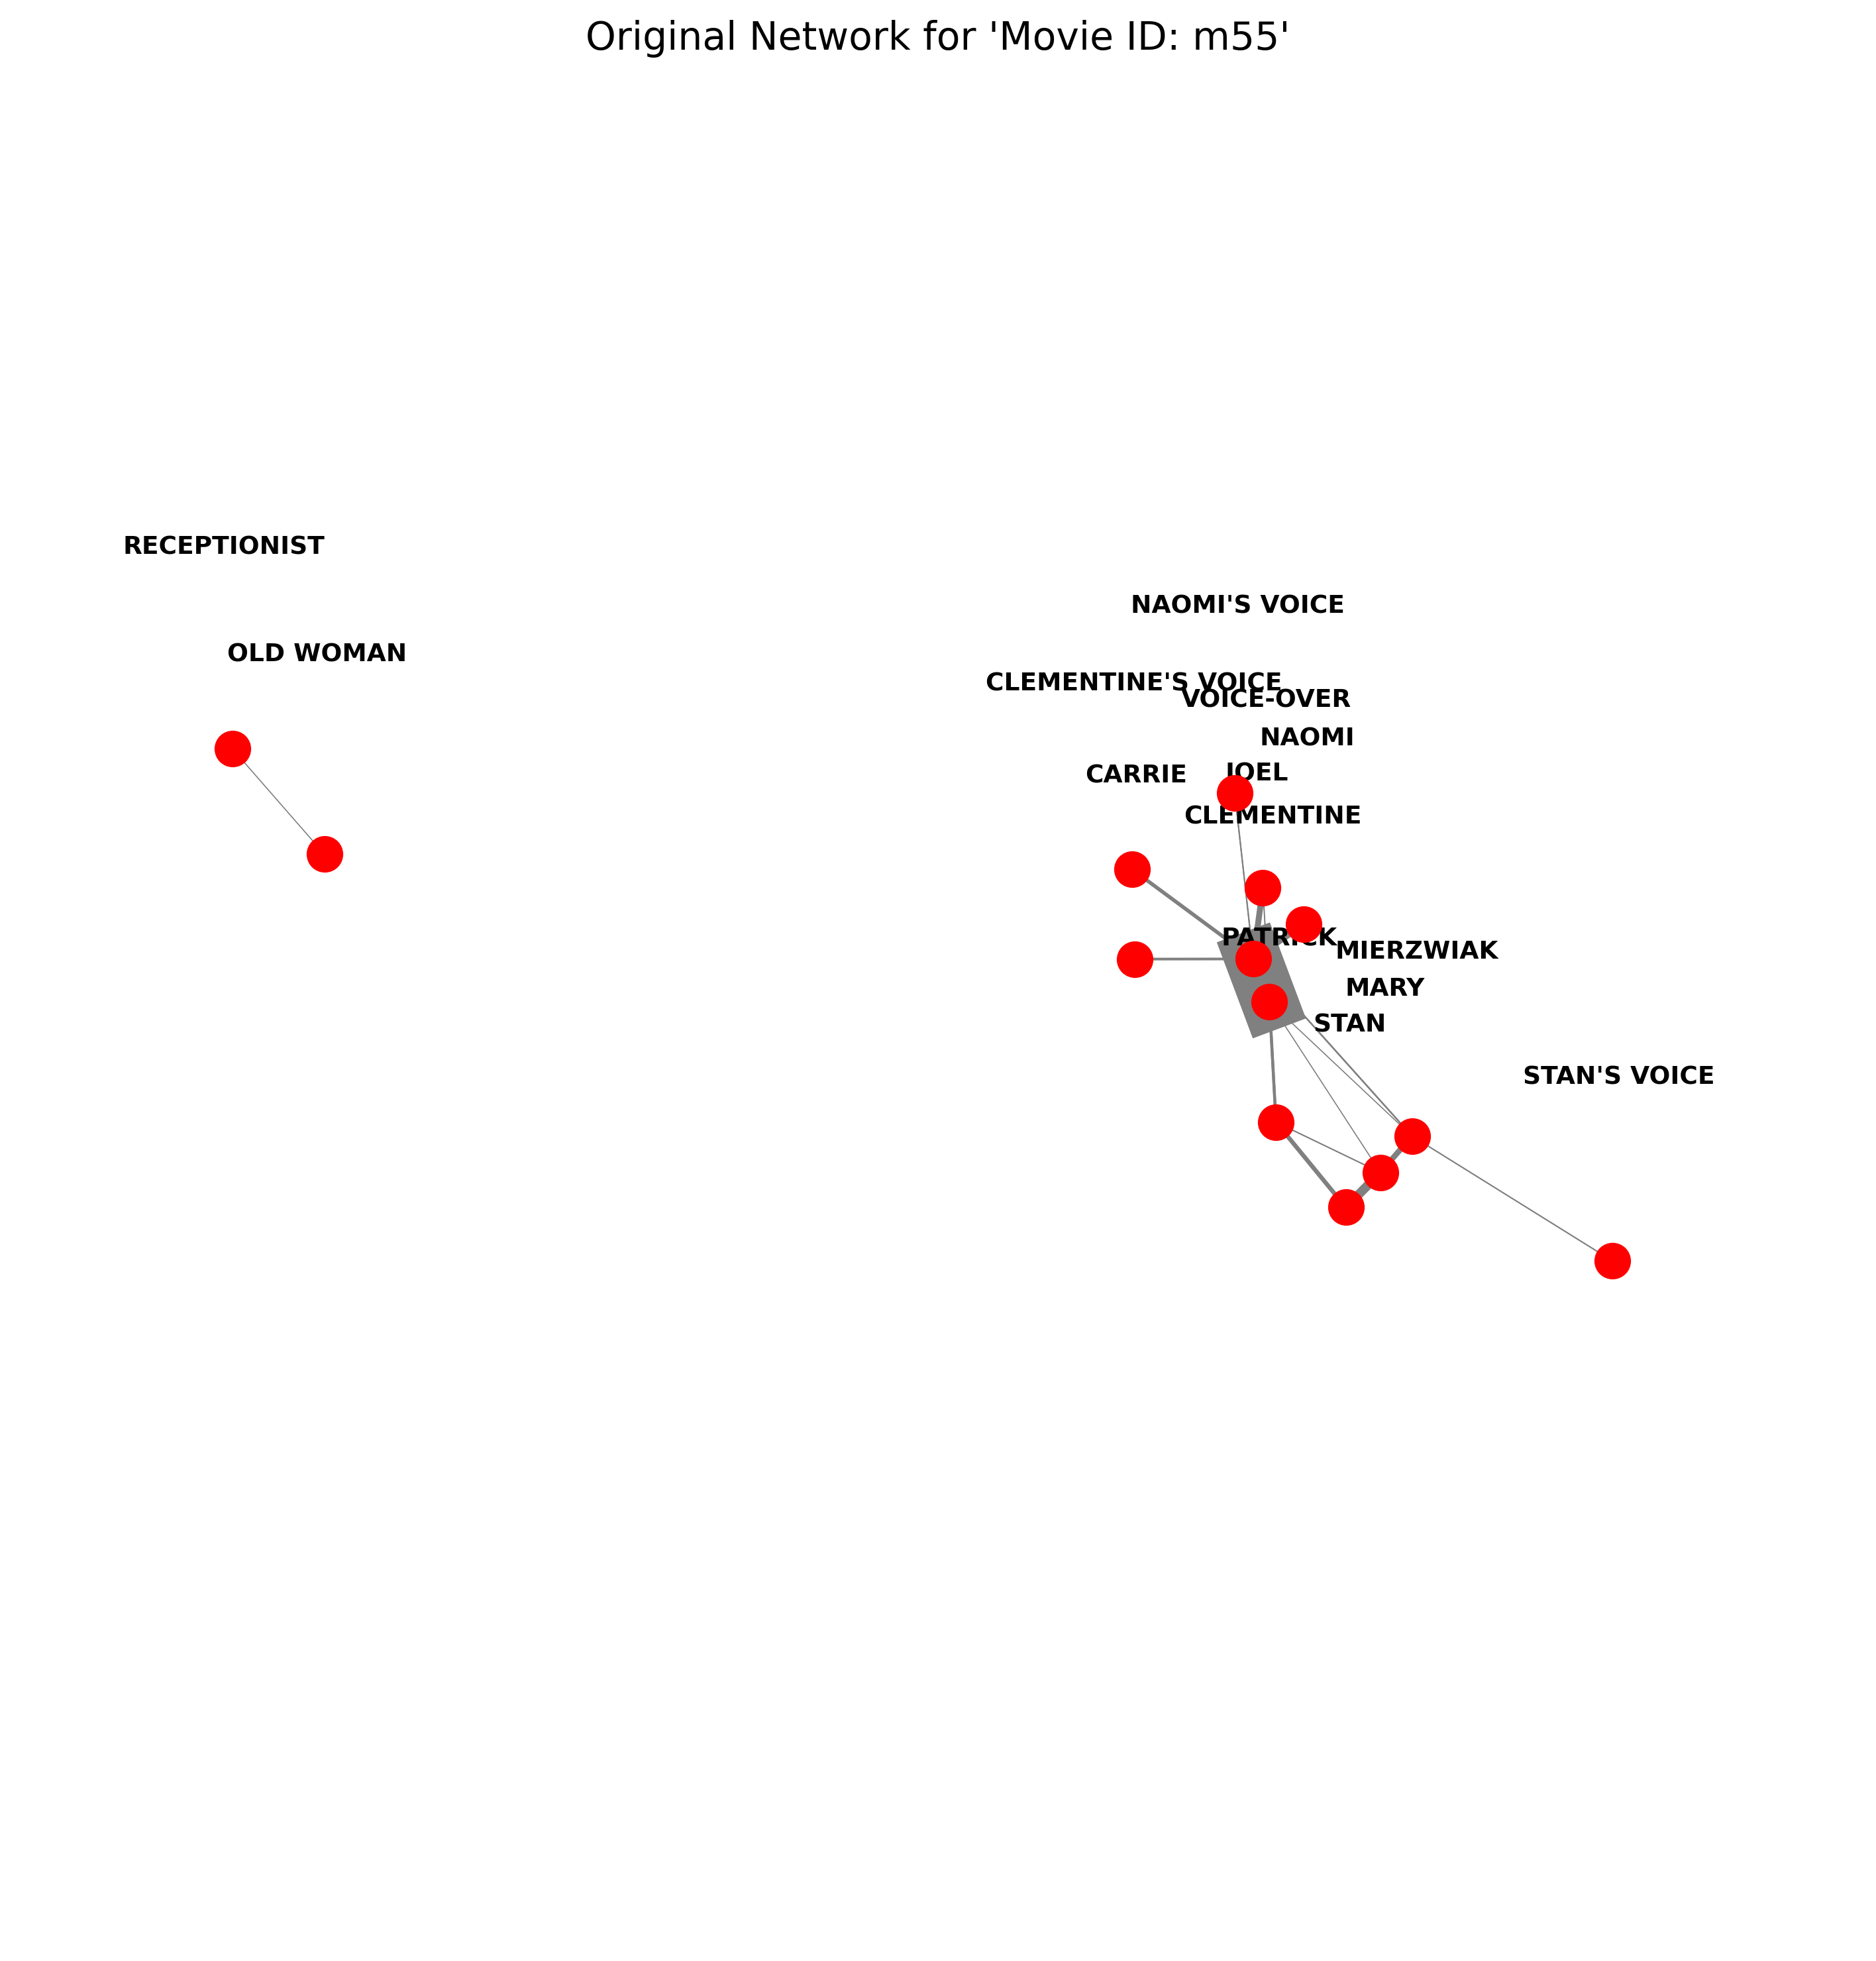 Original Network for 'Movie ID: m55'
RECEPTIONIST
NAOMI'S VOICE
OLD WOMAN
CLEMENTINE'S VOICE
VOICE-OVER
NAOMI
JOEL
CARRIE
CLEMENTINE
PATRICK
MIERZWIAK
MARY
STAN
STAN'S VOICE